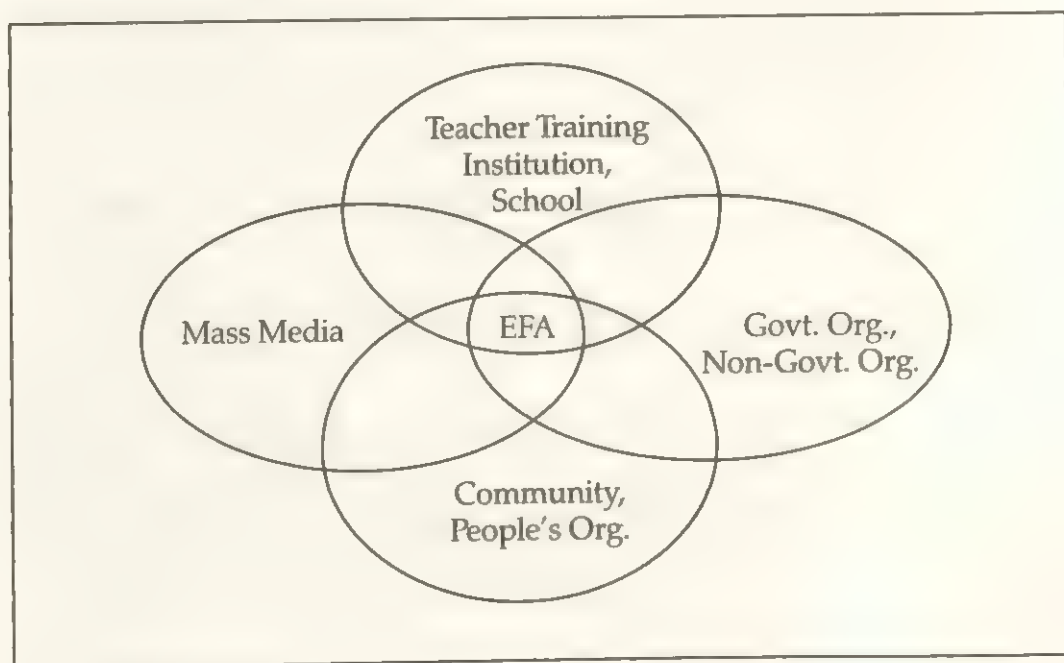 Teacher Training
Institution,
School
Mass Media
EFA
Govt. Org.,
Non-Govt. Org.
Community,
People's Org.